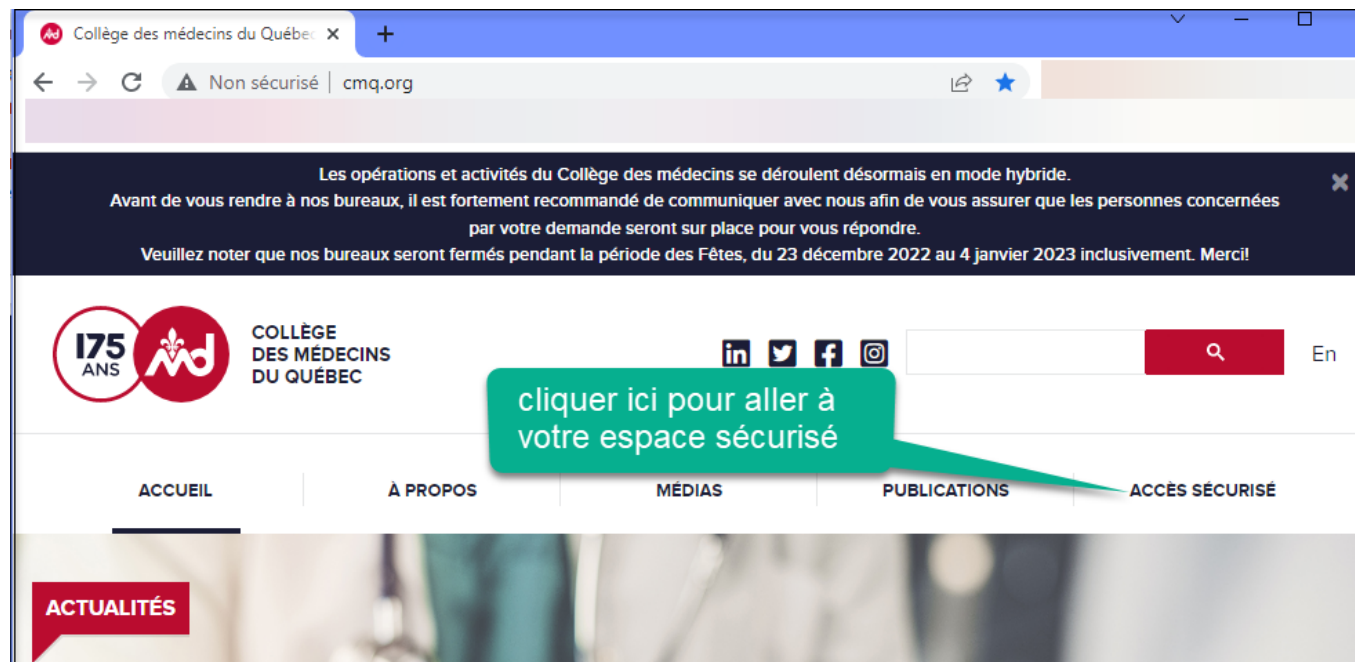 Collège des médecins du Québec
Non sécurisé | cmq.org
Les opérations et activités du Collège des médecins se déroulent désormais en mode hybride.
Avant de vous rendre à nos bureaux, il est fortement recommandé de communiquer avec nous afin de vous assurer que les personnes concernées
par votre demande seront sur place pour vous répondre.
Veuillez noter que nos bureaux seront fermés pendant la période des Fêtes, du 23 décembre 2022 au 4 janvier 2023 inclusivement. Merci!
175
ANS
Md
COLLÈGE
DES MÉDECINS
DU QUÉBEC
in
En
cliquer ici pour aller à
votre espace sécurisé
ACCUEIL À PROPOS MÉDIAS PUBLICATIONS ACCÈS SÉCURISÉ
ACTUALITÉS